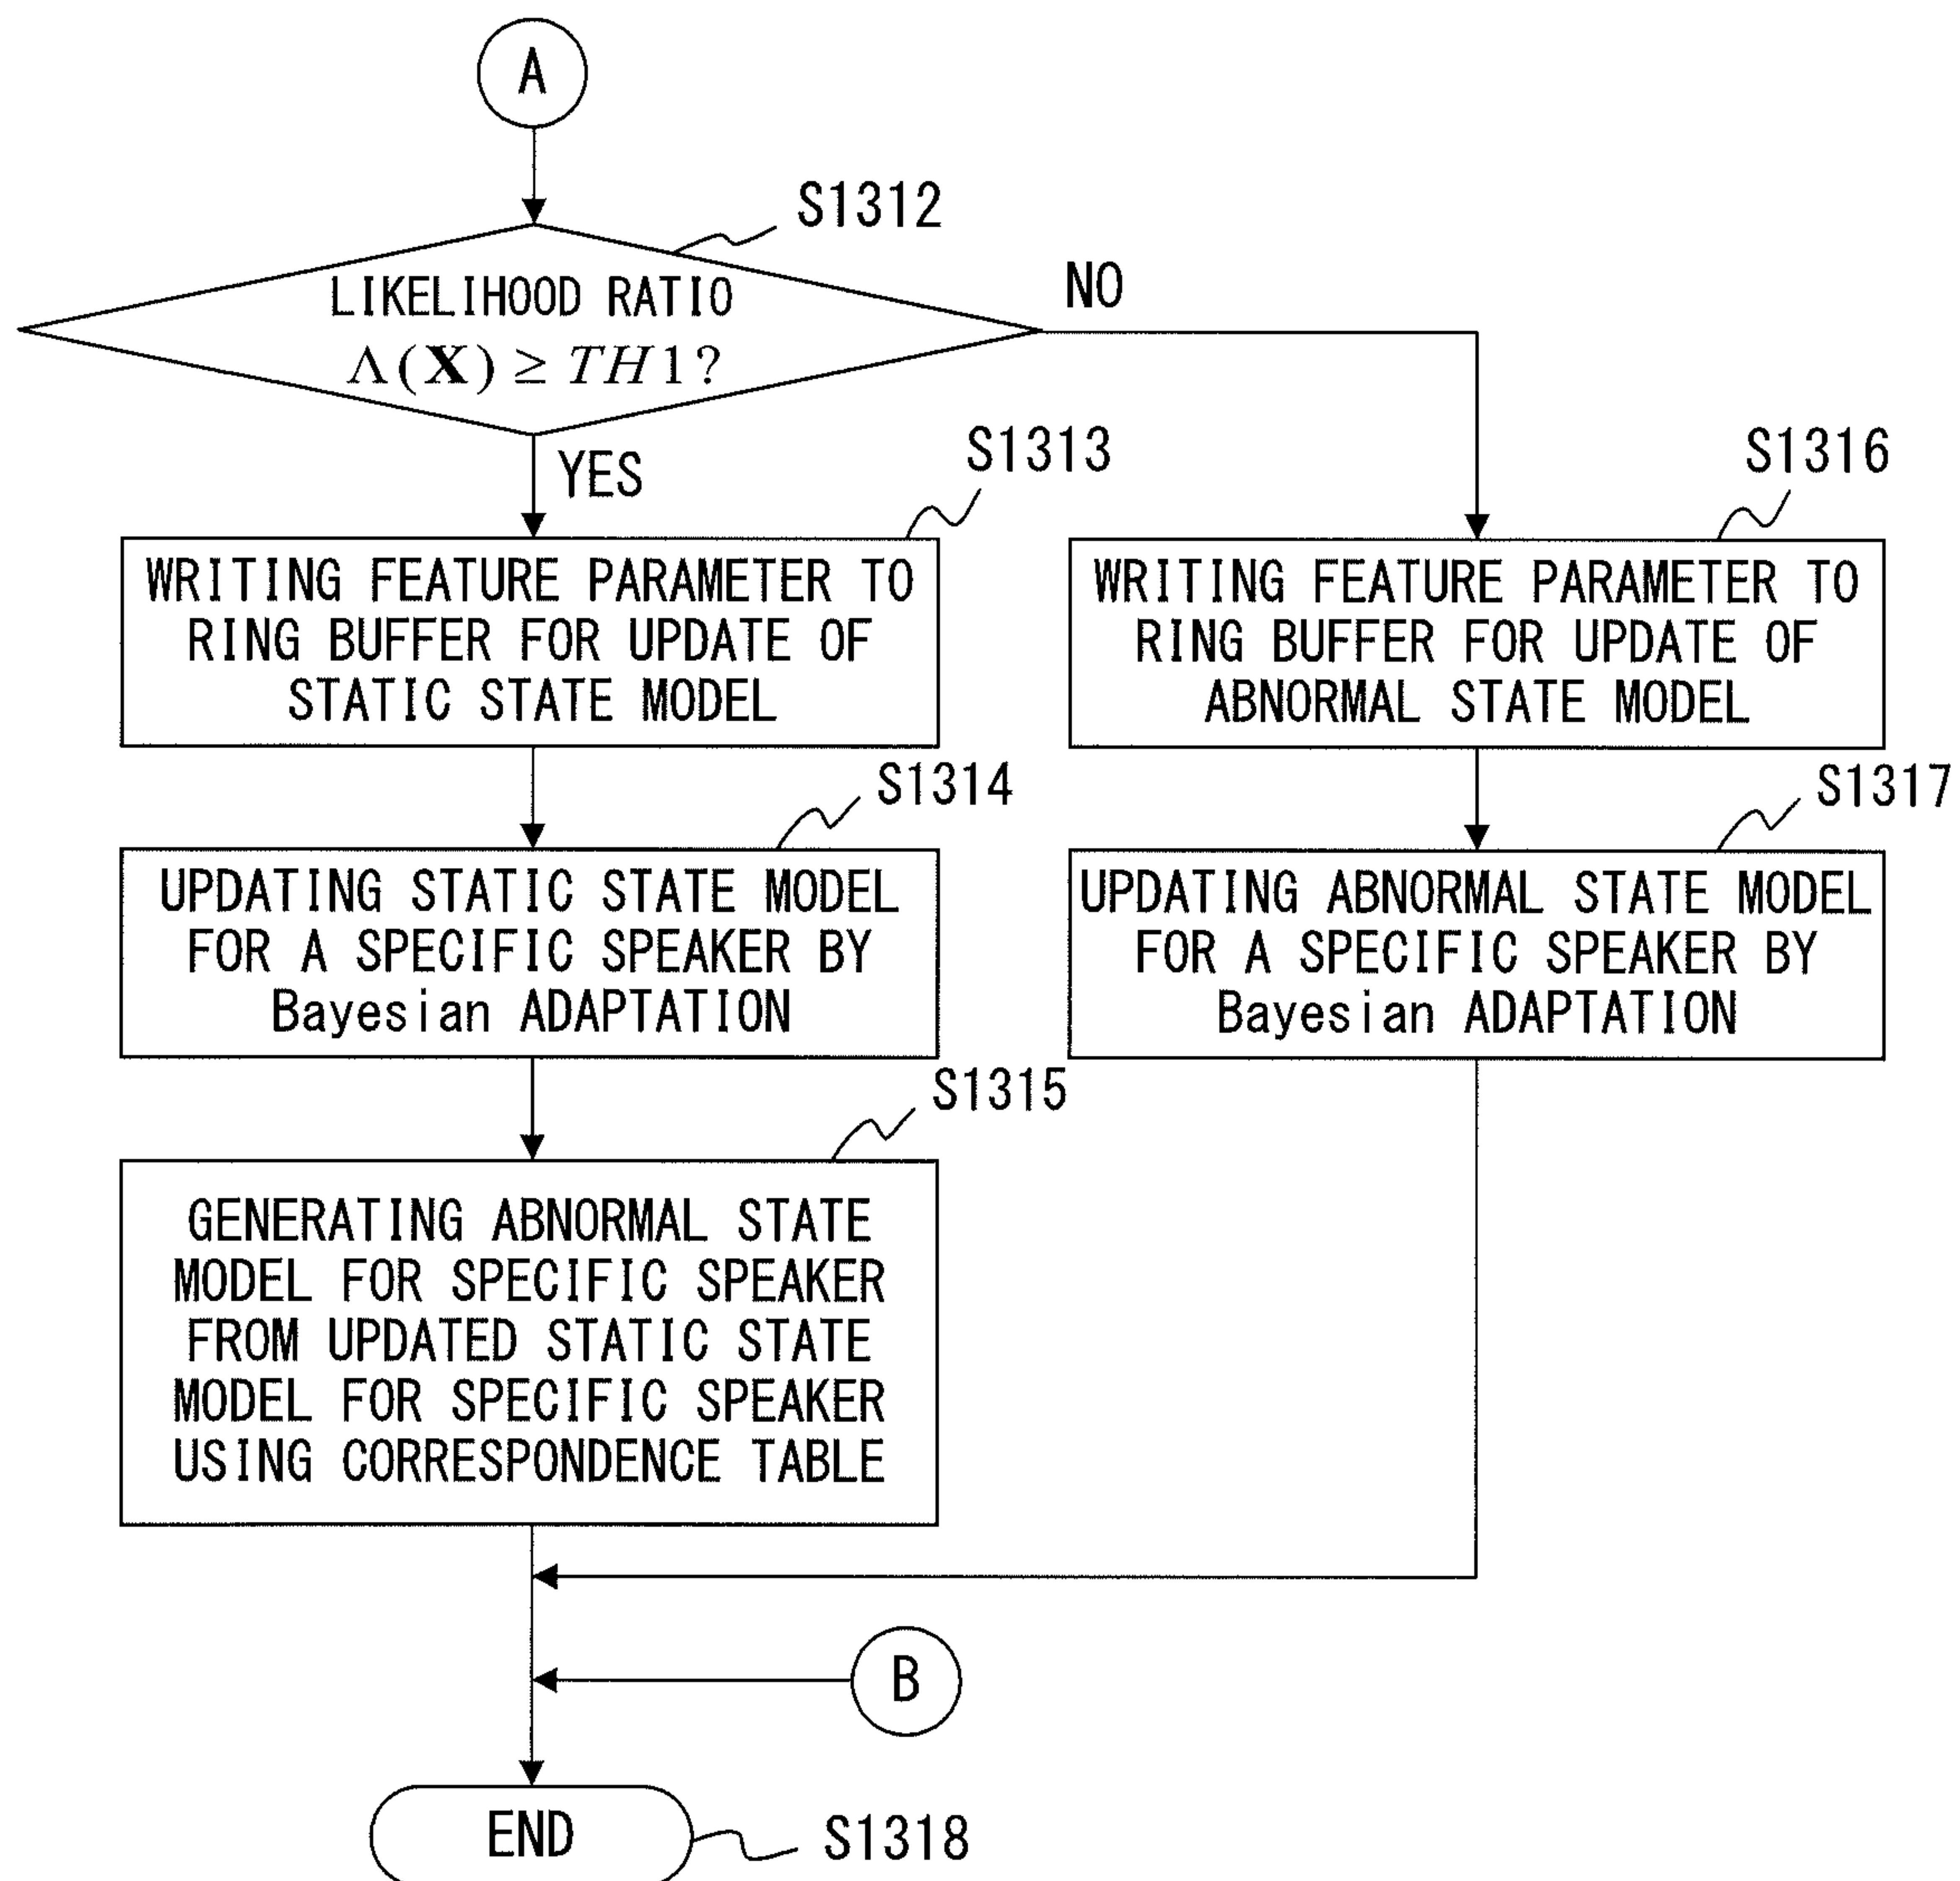 A
S1312
LIKELIHOOD RATIO
Λ(X) ≥ TH1?
NO
YES
S1313
WRITING FEATURE PARAMETER TO
RING BUFFER FOR UPDATE OF
STATIC STATE MODEL
S1316
WRITING FEATURE PARAMETER TO
RING BUFFER FOR UPDATE OF
ABNORMAL STATE MODEL
S1314
UPDATING STATIC STATE MODEL
FOR A SPECIFIC SPEAKER BY
Bayesian ADAPTATION
S1317
UPDATING ABNORMAL STATE MODEL
FOR A SPECIFIC SPEAKER BY
Bayesian ADAPTATION
S1315
GENERATING ABNORMAL STATE
MODEL FOR SPECIFIC SPEAKER
FROM UPDATED STATIC STATE
MODEL FOR SPECIFIC SPEAKER
USING CORRESPONDENCE TABLE
B
END
S1318